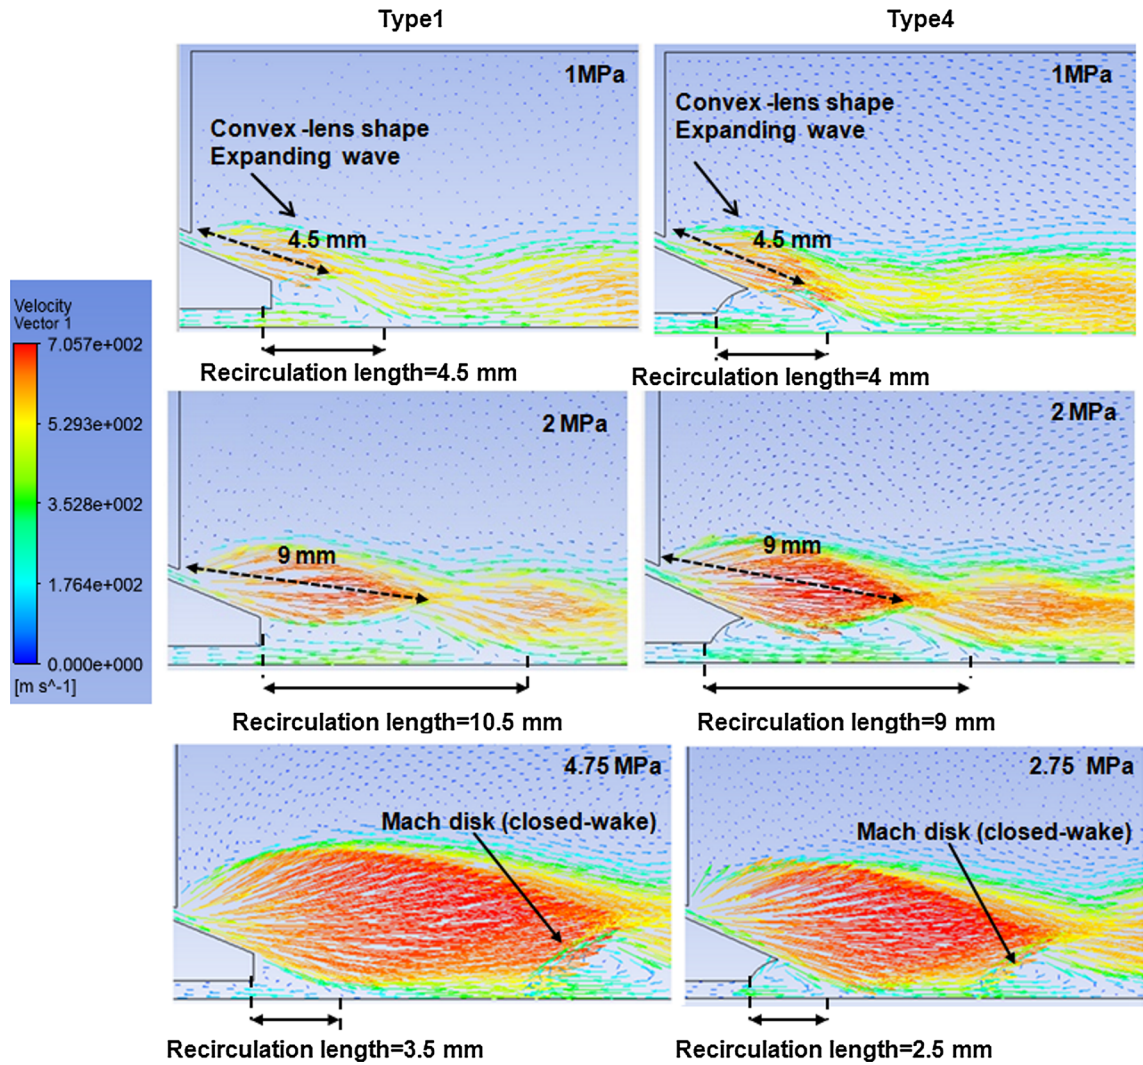 Type1
Type4
1MPa
1MPa
Convex -lens shape
Expanding wave
Convex -lens shape
Expanding wave
4.5 mm
4.5 mm
Recirculation length=4.5 mm
Recirculation length=4 mm
Velocity
Vector 1
7.057e+002
5.293e+002
3.528e+002
1.764e+002
0.000e+000
[m s^-1]
2 MPa
2 MPa
9 mm
9 mm
Recirculation length=10.5 mm
Recirculation length=9 mm
4.75 MPa
2.75 MPa
Mach disk (closed-wake)
Mach disk (closed-wake)
Recirculation length=3.5 mm
Recirculation length=2.5 mm